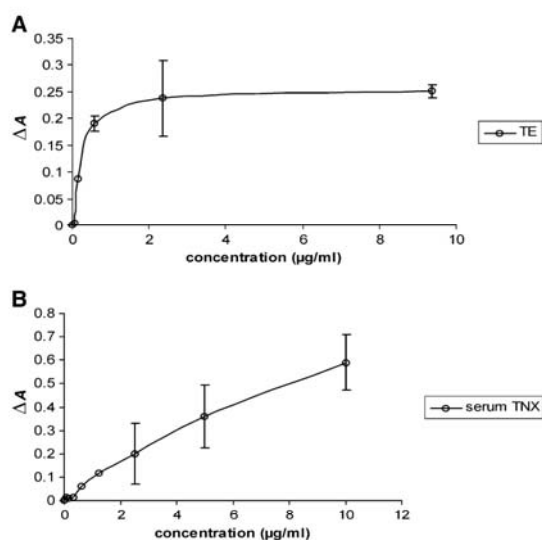 A
0.35
0.3
0.25
0.2
0.15
0.1
0.05
0
ΔA
0 2 4 6 8 10
concentration (µg/ml)
TE
B
0.8
0.7
0.6
0.5
0.4
0.3
0.2
0.1
0
ΔA
0 2 4 6 8 10 12
concentration (µg/ml)
serum TNX